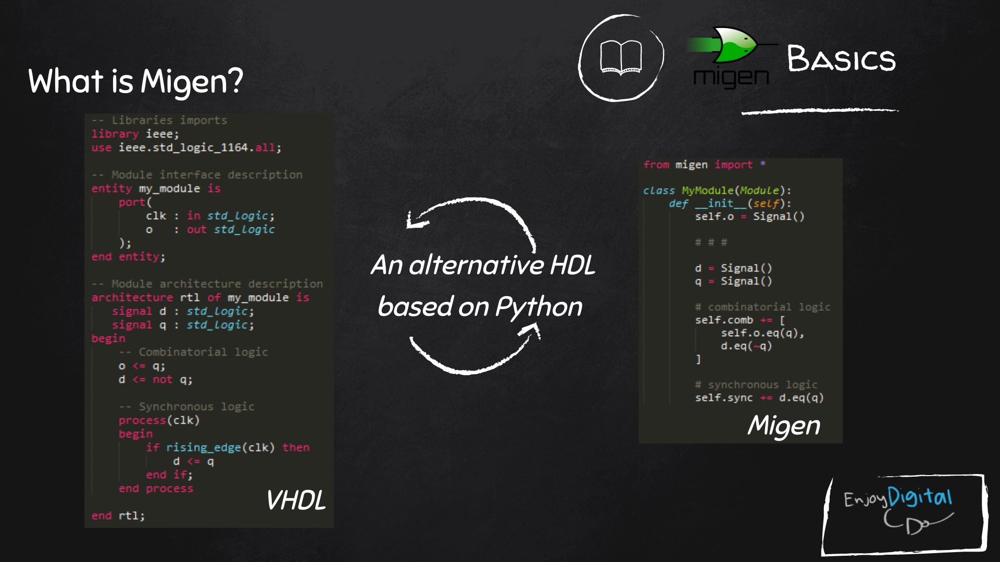 What is Migen?
migen
BASICS
-- Libraries imports
library ieee;
use ieee.std_logic_1164.all;
-- Module interface description
entity my_module is
port(
clk : in std_logic;
o : out std_logic
);
end entity;
-- Module architecture description
architecture rtl of my_module is
signal d : std_logic;
signal q : std_logic;
begin
-- Combinatorial logic
o <= q;
d <= not q;
-- Synchronous logic
process(clk)
begin
if rising_edge(clk) then
d <= q
end if;
end process
end rtl;
VHDL
An alternative HDL
based on Python
from migen import *
class MyModule(Module):
def __init__(self):
self.o = Signal()
# # #
d = Signal()
q = Signal()
# combinatorial logic
self.comb += [
self.o.eq(q),
d.eq(~q)
]
# synchronous logic
self.sync += d.eq(q)
Migen
EnjoyDigital